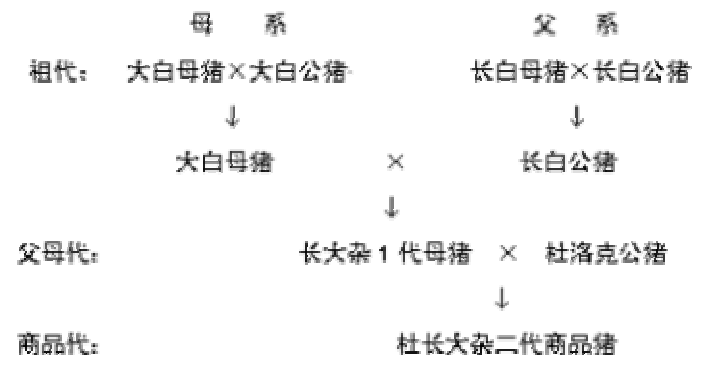 母 系 父 系
祖代: 大白母猪×大白公猪 长白母猪×长白公猪
↓ ↓
大白母猪 × 长白公猪
↓
父母代: 长大杂1代母猪 × 杜洛克公猪
↓
商品代: 杜长大杂二代商品猪